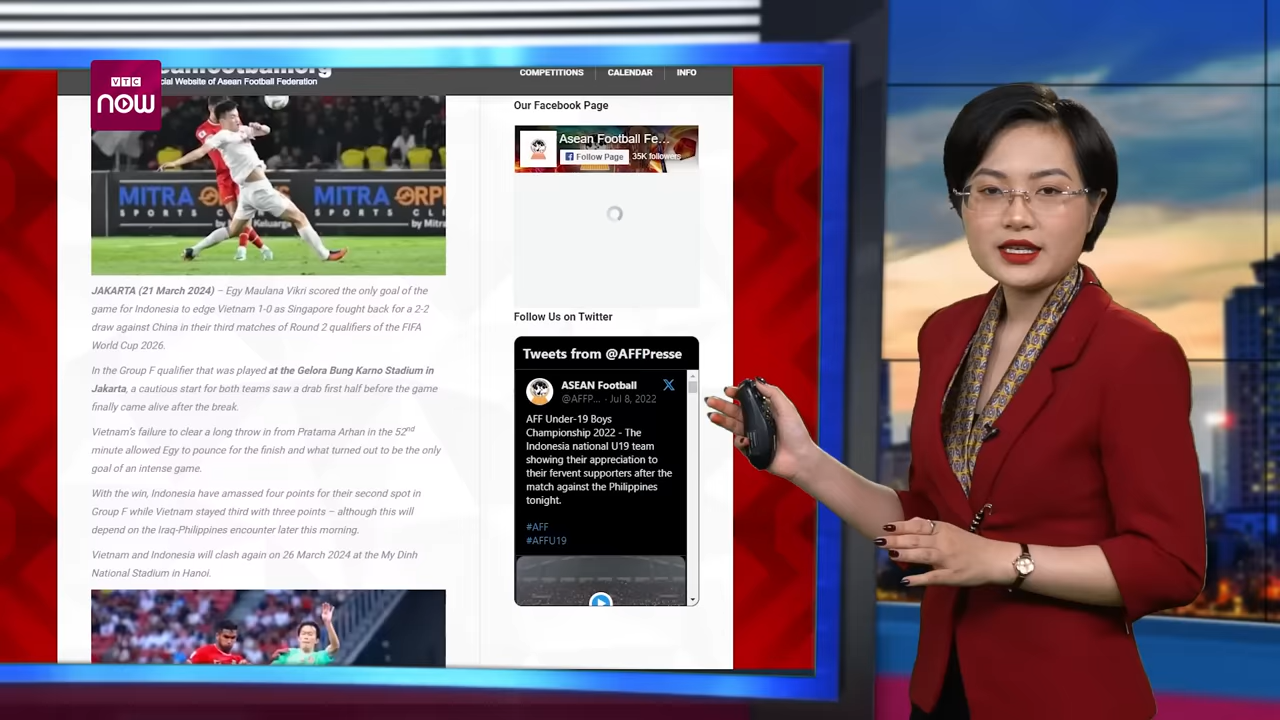 VTC
now
cial Website of Asean Football Federation
COMPETITIONS
CALENDAR
INFO
MITRA
SPORTS
MITRA
SPORTS CLI
by Mitra
JAKARTA (21 March 2024) – Egy Maulana Vikri scored the only goal of the
game for Indonesia to edge Vietnam 1-0 as Singapore fought back for a 2-2
draw against China in their third matches of Round 2 qualifiers of the FIFA
World Cup 2026.
In the Group F qualifier that was played at the Gelora Bung Karno Stadium in
Jakarta, a cautious start for both teams saw a drab first half before the game
finally came alive after the break.
Vietnam's failure to clear a long throw in from Pratama Arhan in the 52nd
minute allowed Egy to pounce for the finish and what turned out to be the only
goal of an intense game.
With the win, Indonesia have amassed four points for their second spot in
Group F while Vietnam stayed third with three points – although this will
depend on the Iraq-Philippines encounter later this morning.
Vietnam and Indonesia will clash again on 26 March 2024 at the My Dinh
National Stadium in Hanoi.
Our Facebook Page
Asean Football Fe...
Follow Page
35K followers
Follow Us on Twitter
Tweets from @AFFPresse
ASEAN Football
@AFFP... · Jul 8, 2022
AFF Under-19 Boys
Championship 2022 - The
Indonesia national U19 team
showing their appreciation to
their fervent supporters after the
match against the Philippines
tonight.
#AFF
#AFFU19